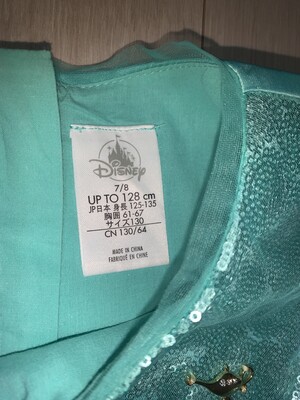 Disney
7/8
UP TO 128 cm
JP日本 身長 125-135
胸囲 61-67
サイズ130
CN 130/64
MADE IN CHINA
FABRIQUÉ EN CHINE